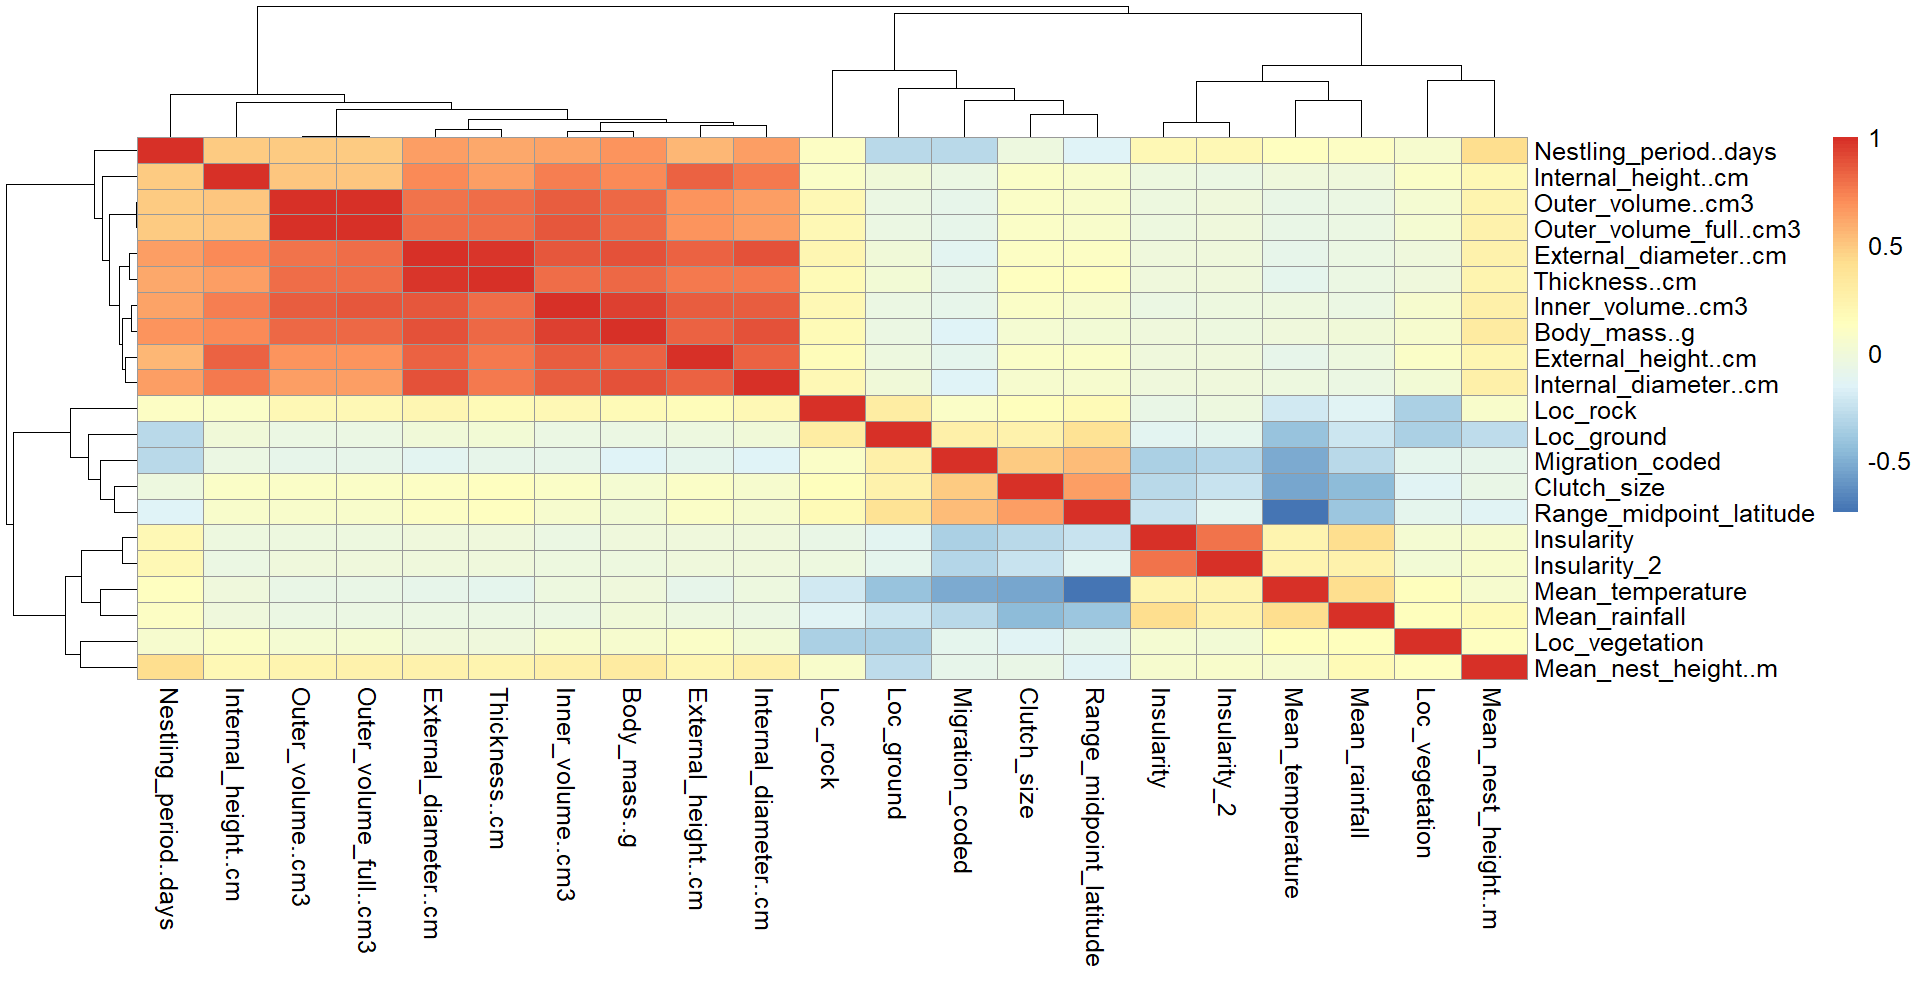 1
0.5
0
-0.5
Nestling_period..days
Internal_height..cm
Outer_volume..cm3
Outer_volume_full..cm3
External_diameter..cm
Thickness..cm
Inner_volume..cm3
Body_mass..g
External_height..cm
Internal_diameter..cm
Loc_rock
Loc_ground
Migration_coded
Clutch_size
Range_midpoint_latitude
Insularity
Insularity_2
Mean_temperature
Mean_rainfall
Loc_vegetation
Mean_nest_height..m
Nestling_period..days
Internal_height..cm
Outer_volume..cm3
Outer_volume_full..cm3
External_diameter..cm
Thickness..cm
Inner_volume..cm3
Body_mass..g
External_height..cm
Internal_diameter..cm
Loc_rock
Loc_ground
Migration_coded
Clutch_size
Range_midpoint_latitude
Insularity
Insularity_2
Mean_temperature
Mean_rainfall
Loc_vegetation
Mean_nest_height..m